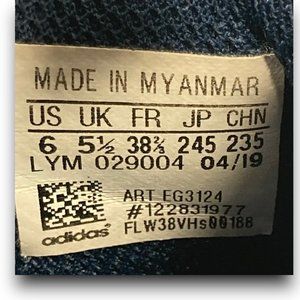 MADE IN MYANMAR
US UK FR JP CHN
6 5½ 38⅔ 245 235
LYM 029004 04/19
ART EG3124
#122831977
adidas FLW38VHs00188